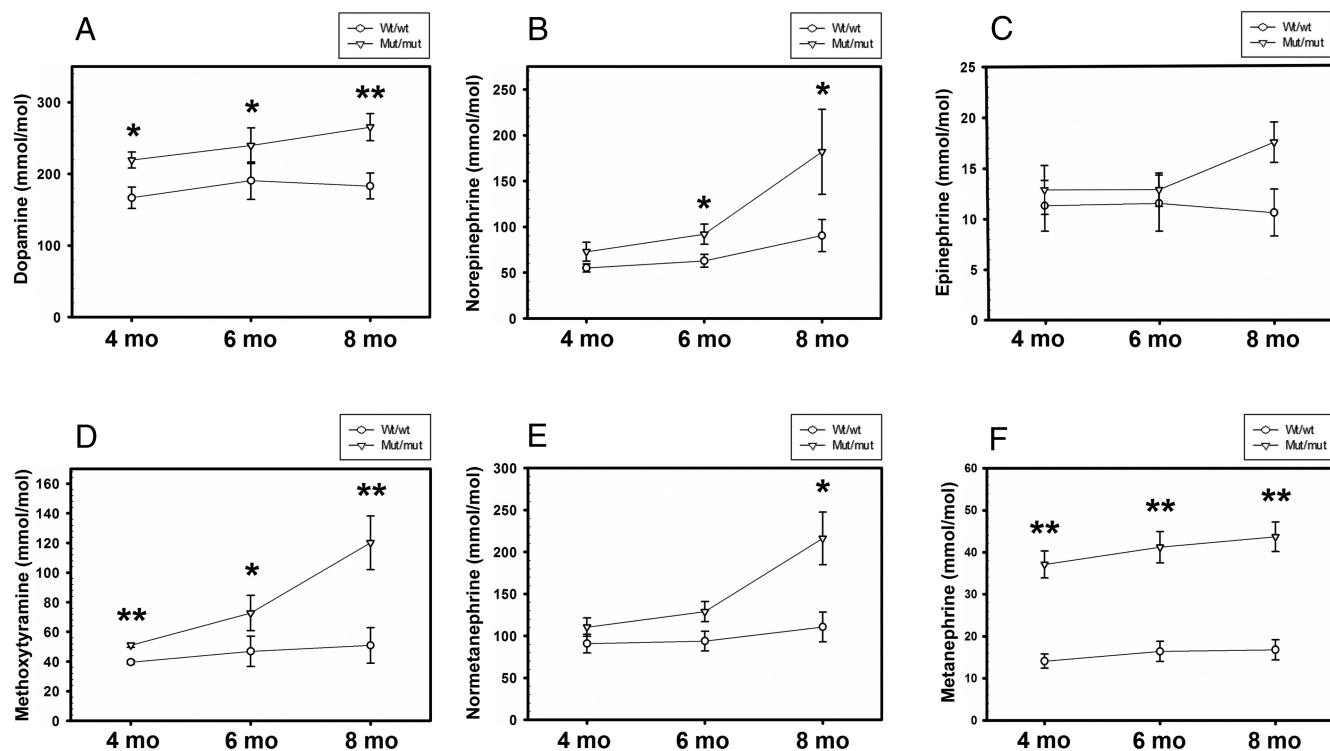 A
Wt/wt
Mut/mut
Dopamine (mmol/mol)
300
200
100
0
*
*
**
4 mo 6 mo 8 mo
B
Wt/wt
Mut/mut
Norepinephrine (mmol/mol)
250
200
150
100
50
0
*
*
4 mo 6 mo 8 mo
C
Wt/wt
Mut/mut
Epinephrine (mmol/mol)
25
20
15
10
5
0
4 mo 6 mo 8 mo
D
Wt/wt
Mut/mut
Methoxytyramine (mmol/mol)
160
140
120
100
80
60
40
20
0
**
*
**
4 mo 6 mo 8 mo
E
Wt/wt
Mut/mut
Normetanephrine (mmol/mol)
300
250
200
150
100
50
0
*
4 mo 6 mo 8 mo
F
Wt/wt
Mut/mut
Metanephrine (mmol/mol)
60
50
40
30
20
10
0
**
**
**
4 mo 6 mo 8 mo